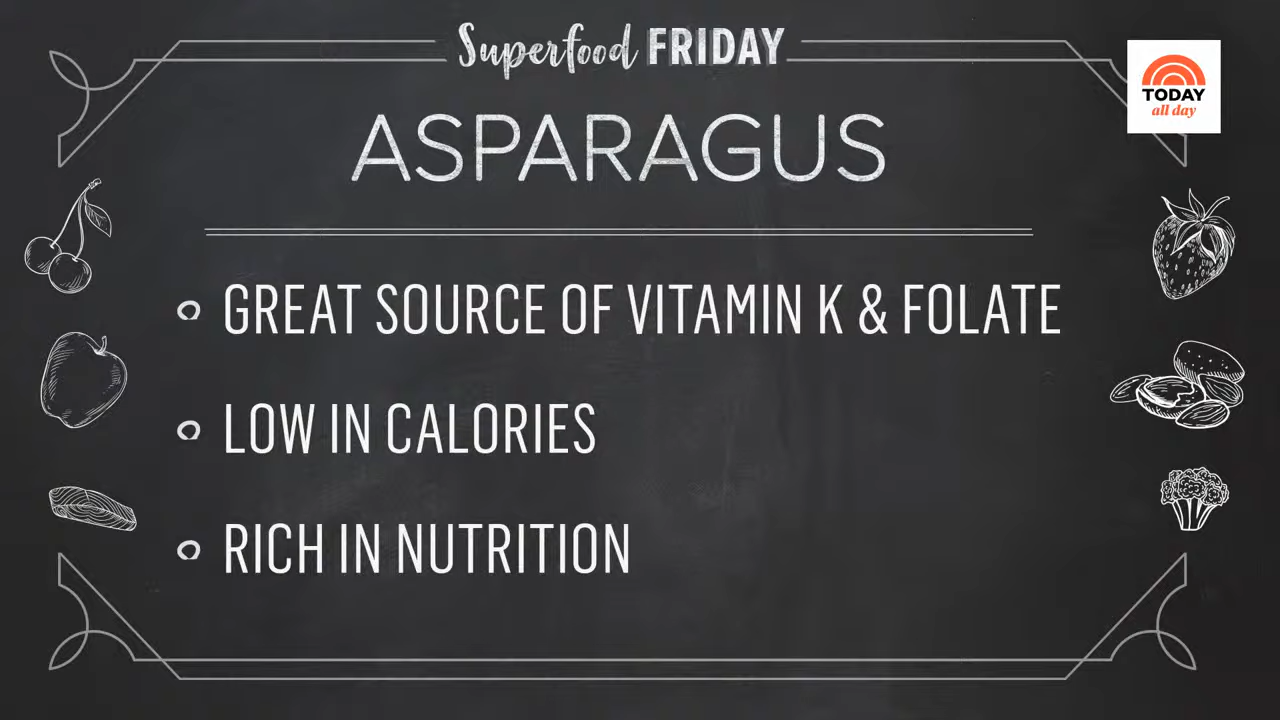 Superfood FRIDAY
TODAY
all day
ASPARAGUS
GREAT SOURCE OF VITAMIN K & FOLATE
LOW IN CALORIES
RICH IN NUTRITION